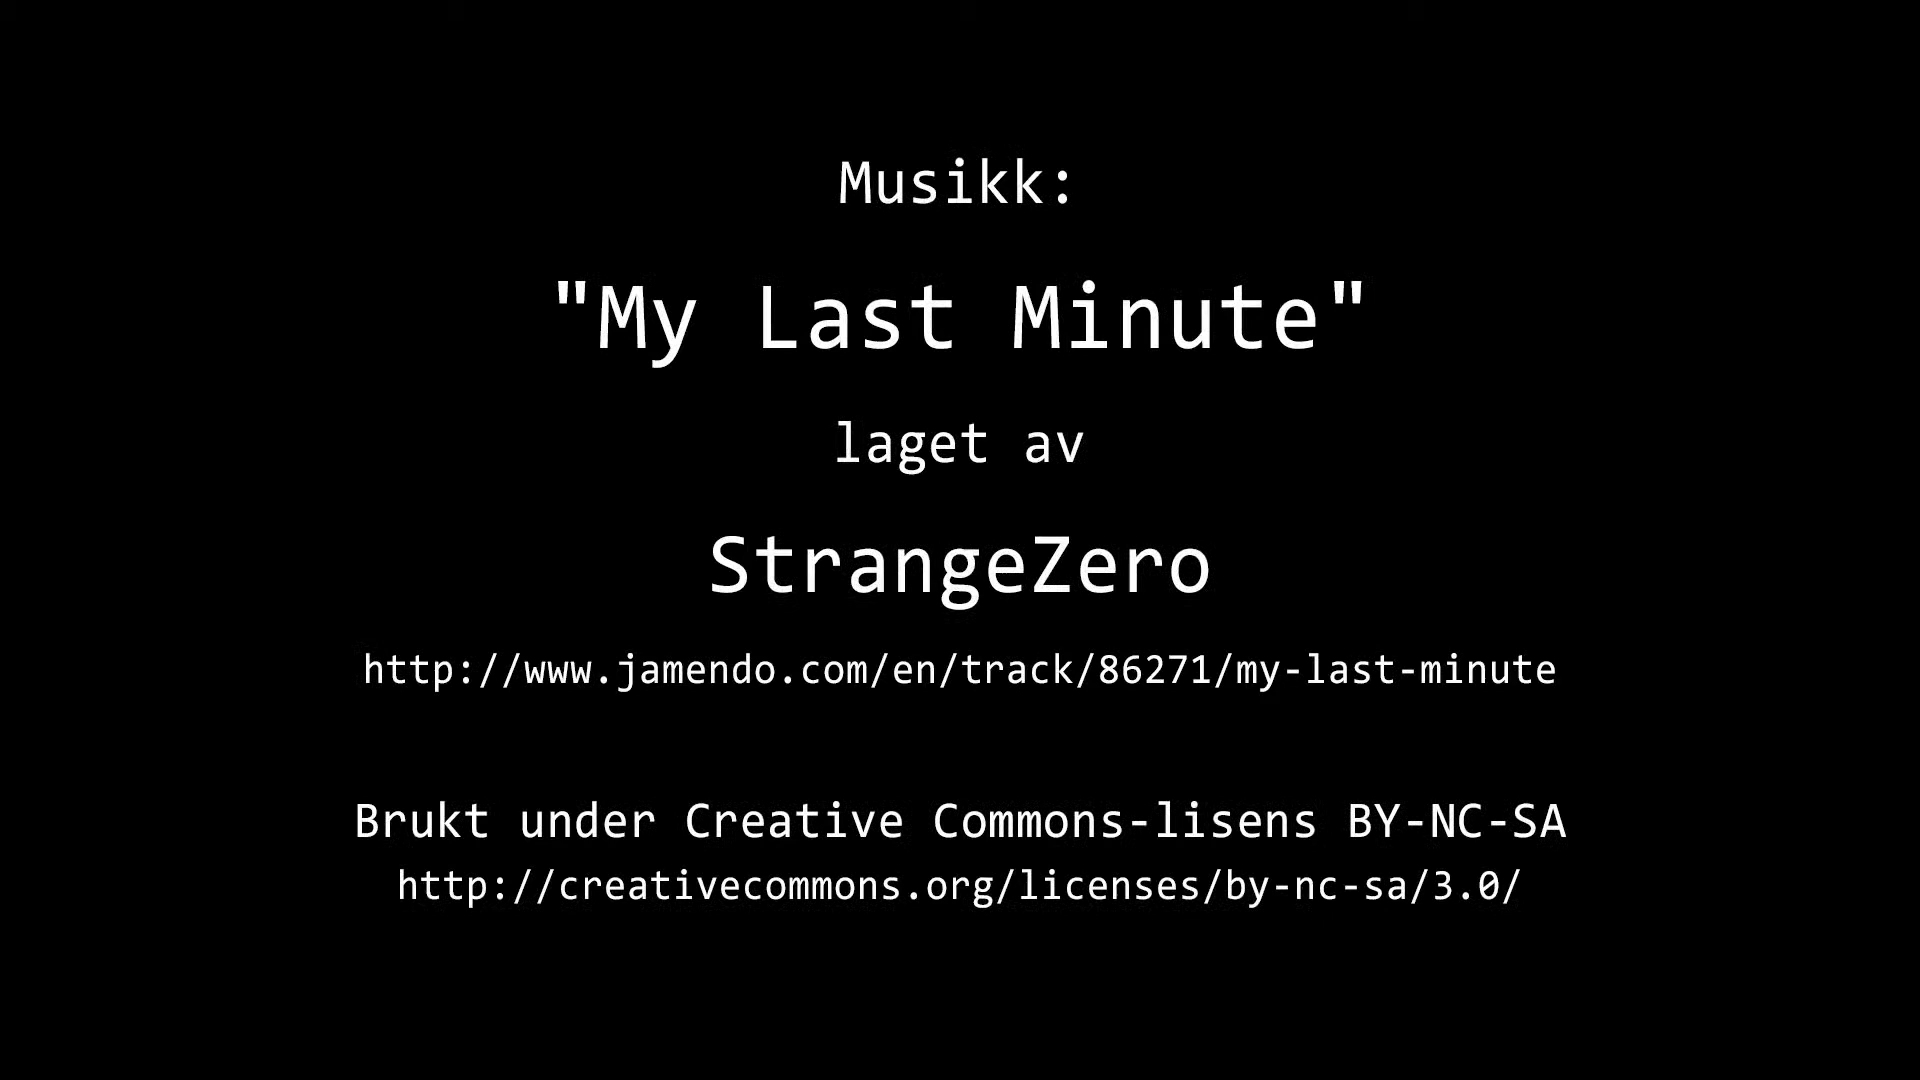 Musikk:
"My Last Minute"
laget av
StrangeZero
http://www.jamendo.com/en/track/86271/my-last-minute
Brukt under Creative Commons-lisens BY-NC-SA
http://creativecommons.org/licenses/by-nc-sa/3.0/